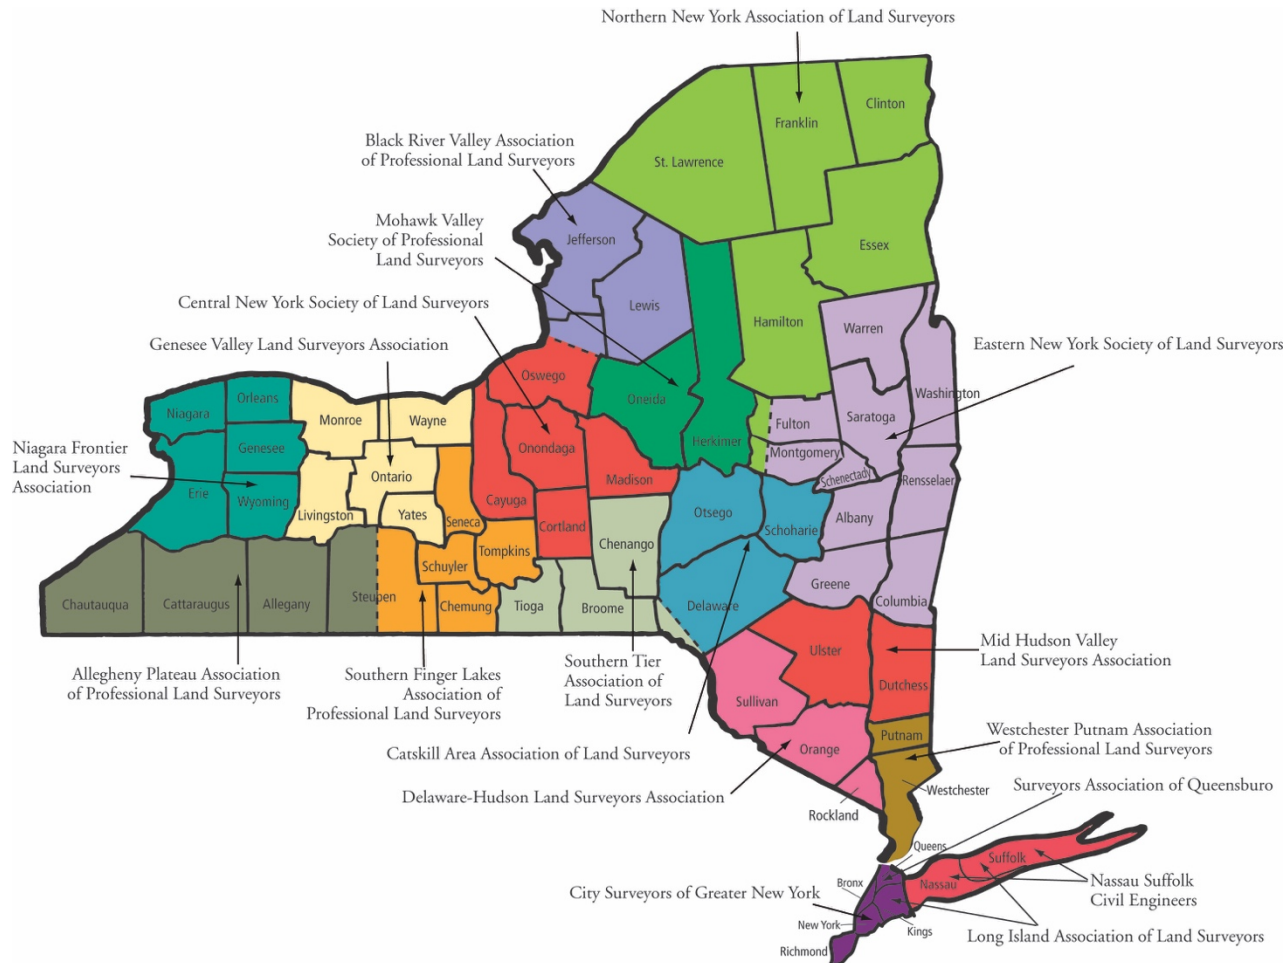 Northern New York Association of Land Surveyors
Clinton
Franklin
Black River Valley Association
of Professional Land Surveyors
St. Lawrence
Mohawk Valley
Society of Professional
Land Surveyors
Jefferson
Essex
Central New York Society of Land Surveyors
Lewis
Hamilton
Warren
Genesee Valley Land Surveyors Association
Eastern New York Society of Land Surveyors
Oswego
Washington
Orleans
Niagara
Monroe
Wayne
Oneida
Fulton
Saratoga
Niagara Frontier
Land Surveyors
Association
Genesee
Onondaga
Herkimer
Montgomery
Ontario
Madison
Schenectady
Rensselaer
Erie
Wyoming
Cayuga
Livingston
Yates
Seneca
Cortland
Otsego
Schoharie
Albany
Chenango
Tompkins
Schuyler
Greene
Chautauqua
Cattaraugus
Allegany
Steuben
Chemung
Tioga
Broome
Delaware
Columbia
Allegheny Plateau Association
of Professional Land Surveyors
Southern Finger Lakes
Association of
Professional Land Surveyors
Southern Tier
Association of
Land Surveyors
Ulster
Mid Hudson Valley
Land Surveyors Association
Dutchess
Sullivan
Catskill Area Association of Land Surveyors
Orange
Putnam
Westchester Putnam Association
of Professional Land Surveyors
Delaware-Hudson Land Surveyors Association
Westchester
Surveyors Association of Queensburo
Rockland
Queens
Suffolk
Bronx
Nassau
Nassau Suffolk
Civil Engineers
City Surveyors of Greater New York
New York
Kings
Long Island Association of Land Surveyors
Richmond